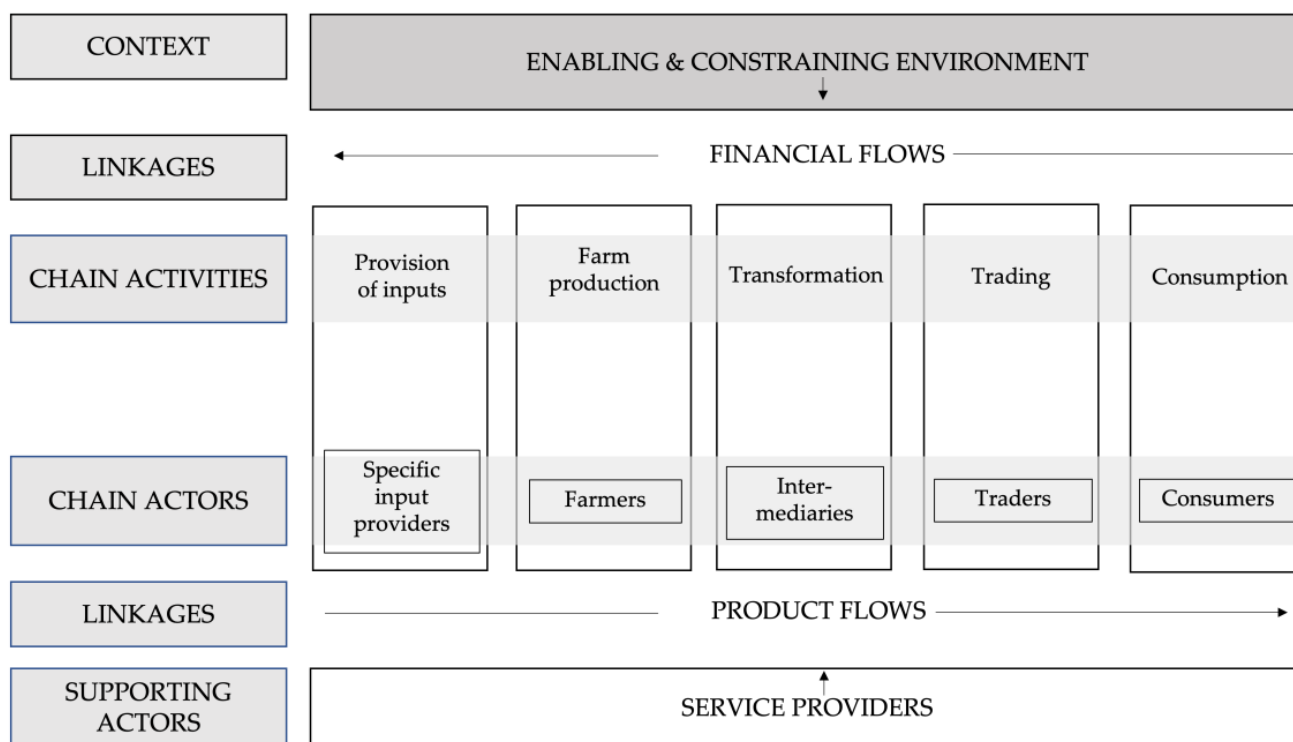 CONTEXT
ENABLING & CONSTRAINING ENVIRONMENT
LINKAGES
FINANCIAL FLOWS
CHAIN ACTIVITIES
Provision
of inputs
Farm
production
Transformation
Trading
Consumption
CHAIN ACTORS
Specific
input
providers
Farmers
Inter-
mediaries
Traders
Consumers
LINKAGES
PRODUCT FLOWS
SUPPORTING
ACTORS
SERVICE PROVIDERS